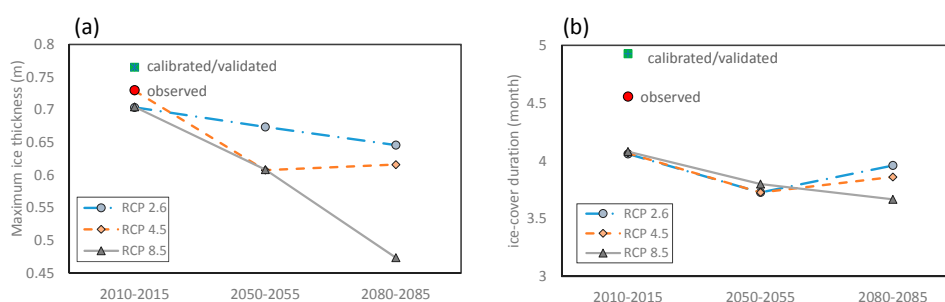 (a)
Maximum ice thickness (m)
0.8
0.75
0.7
0.65
0.6
0.55
0.5
0.45
calibrated/validated
observed
RCP 2.6
RCP 4.5
RCP 8.5
2010-2015
2050-2055
2080-2085
(b)
ice-cover duration (month)
5
4.5
4
3.5
3
calibrated/validated
observed
RCP 2.6
RCP 4.5
RCP 8.5
2010-2015
2050-2055
2080-2085